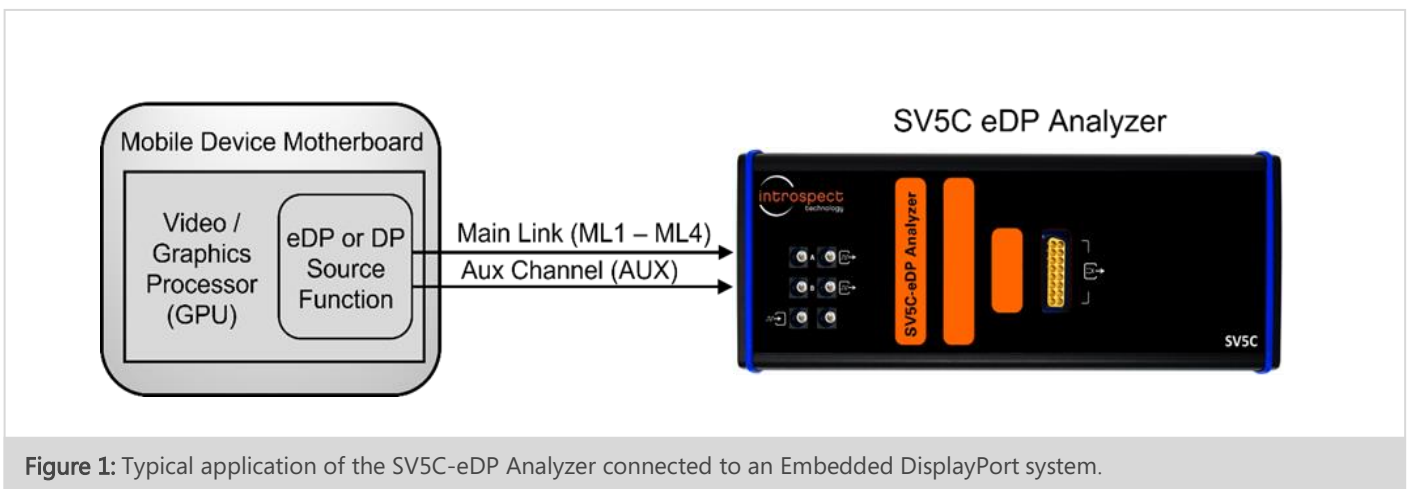 Mobile Device Motherboard
Video /
Graphics
Processor
(GPU)
eDP or DP
Source
Function
Main Link (ML1 – ML4)
Aux Channel (AUX)
SV5C eDP Analyzer
introspect
technology
A
B
SV5C-eDP Analyzer
SV5C
Figure 1: Typical application of the SV5C-eDP Analyzer connected to an Embedded DisplayPort system.